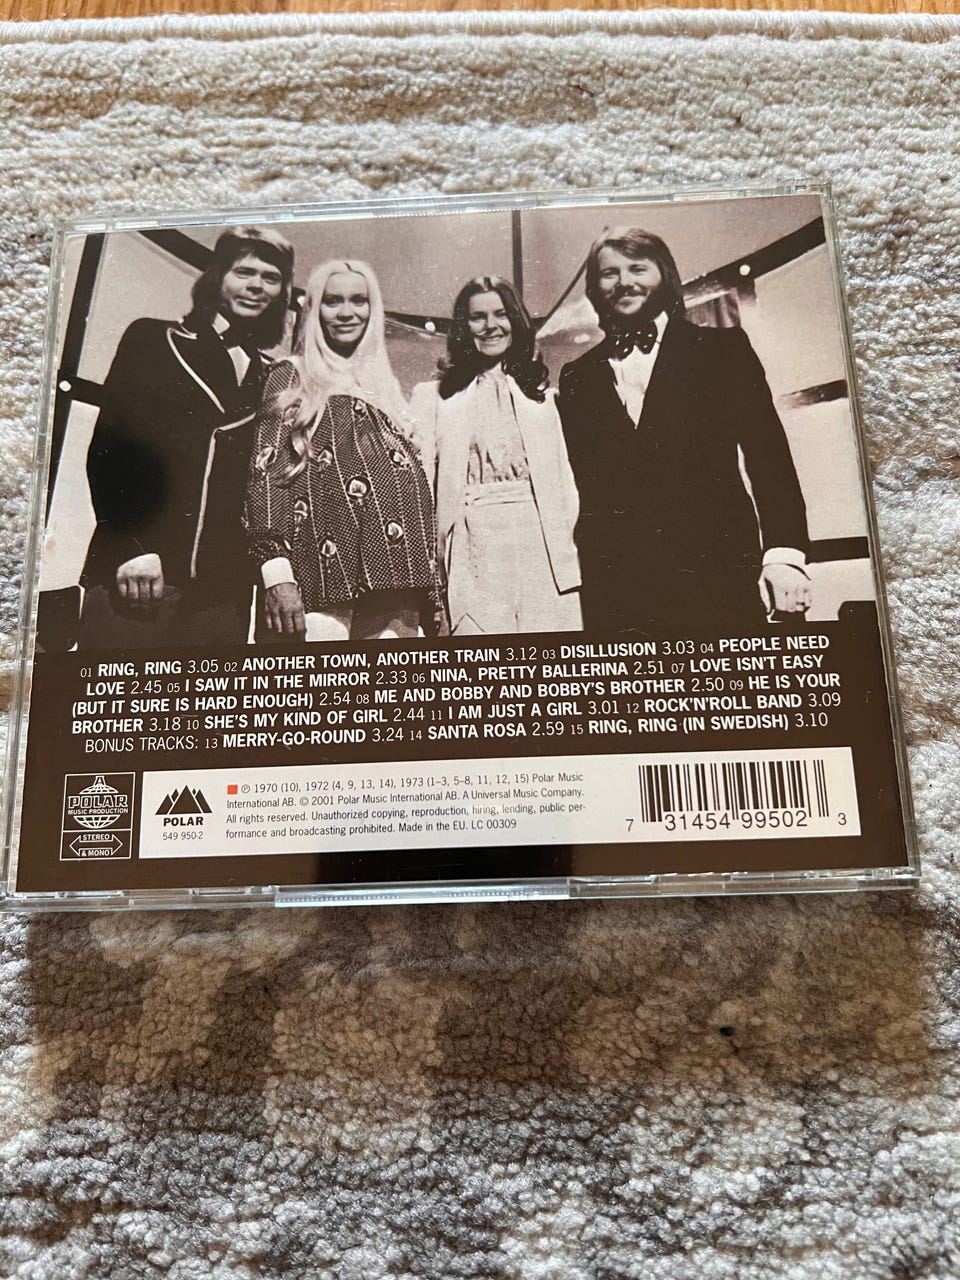 01 RING, RING 3.05 02 ANOTHER TOWN, ANOTHER TRAIN 3.12 03 DISILLUSION 3.03 04 PEOPLE NEED
LOVE 2.45 05 I SAW IT IN THE MIRROR 2.33 06 NINA, PRETTY BALLERINA 2.51 07 LOVE ISN'T EASY
(BUT IT SURE IS HARD ENOUGH) 2.54 08 ME AND BOBBY AND BOBBY'S BROTHER 2.50 09 HE IS YOUR
BROTHER 3.18 10 SHE'S MY KIND OF GIRL 2.44 11 I AM JUST A GIRL 3.01 12 ROCK'N'ROLL BAND 3.09
BONUS TRACKS: 13 MERRY-GO-ROUND 3.24 14 SANTA ROSA 2.59 15 RING, RING (IN SWEDISH) 3.10
POLAR
MUSIC PRODUCTION
STEREO
& MONO
POLAR
549 950-2
℗ 1970 (10), 1972 (4, 9, 13, 14), 1973 (1–3, 5–8, 11, 12, 15) Polar Music
International AB. © 2001 Polar Music International AB. A Universal Music Company.
All rights reserved. Unauthorized copying, reproduction, hiring, lending, public per-
formance and broadcasting prohibited. Made in the EU. LC 00309
7 31454 99502 3